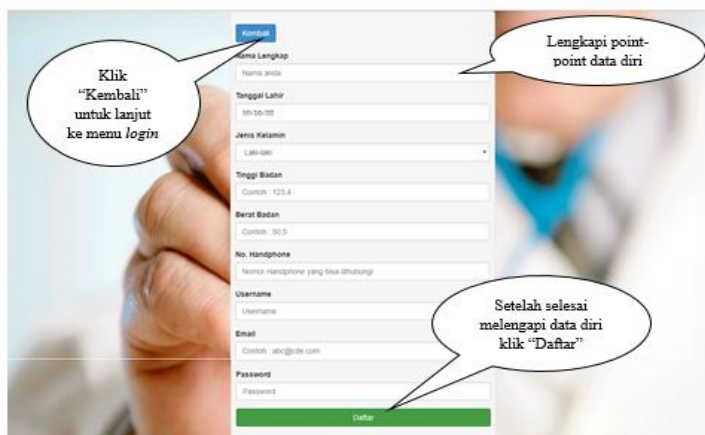 Kembali
Nama Lengkap
Nama anda
Tanggal Lahir
hh/bb/tttt
Jenis Kelamin
Laki-laki
Tinggi Badan
Contoh : 123,4
Berat Badan
Contoh : 50,5
No. Handphone
Nomor Handphone yang bisa dihubungi
Username
Username
Email
Contoh : abc@cde.com
Password
Password
Daftar
Klik
“Kembali”
untuk lanjut
ke menu login
Lengkapi point-
point data diri
Setelah selesai
melengapi data diri
klik “Daftar”